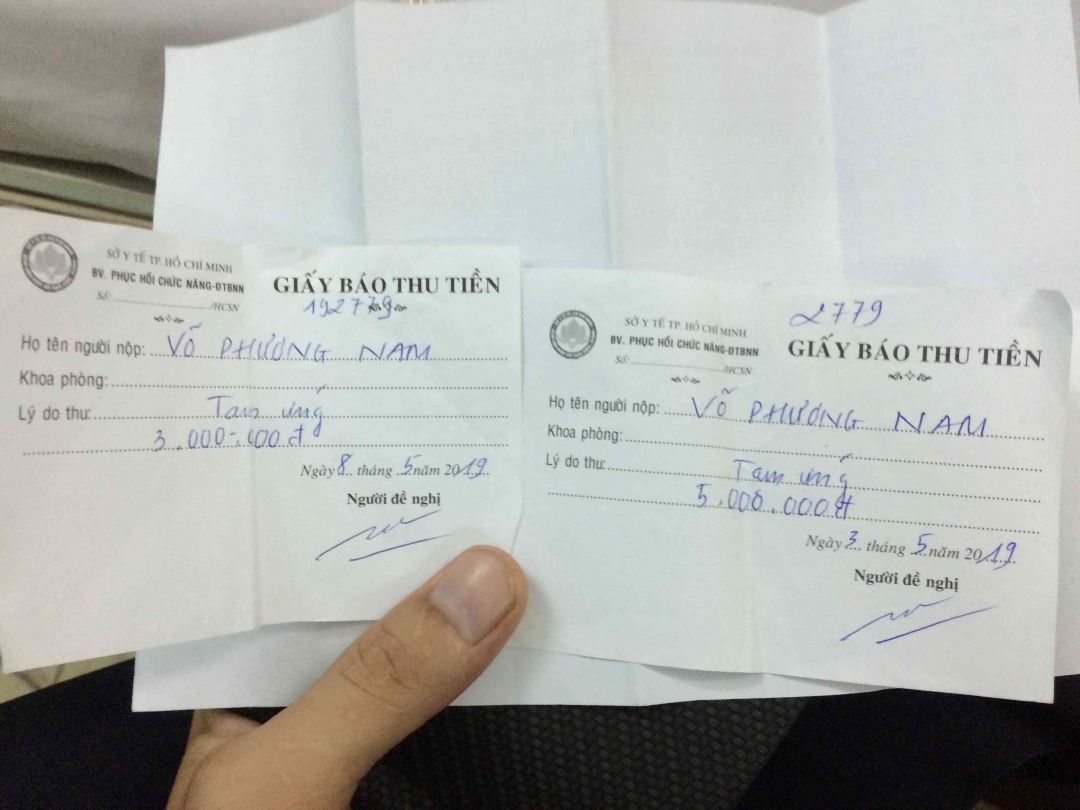 SỞ Y TẾ TP. HỒ CHÍ MINH
BV. PHỤC HỒI CHỨC NĂNG-ĐTBNN
Số: /HCSN
GIẤY BÁO THU TIỀN
192779
Họ tên người nộp: VÕ PHƯƠNG NAM
Khoa phòng:
Lý do thu: Tạm ứng
3.000.000đ
Ngày 8 tháng 5 năm 2019
Người đề nghị
SỞ Y TẾ TP. HỒ CHÍ MINH
BV. PHỤC HỒI CHỨC NĂNG-ĐTBNN
Số: /HCSN
2779
GIẤY BÁO THU TIỀN
Họ tên người nộp: VÕ PHƯƠNG NAM
Khoa phòng:
Lý do thu: Tạm ứng
5.000.000đ
Ngày 3 tháng 5 năm 2019
Người đề nghị